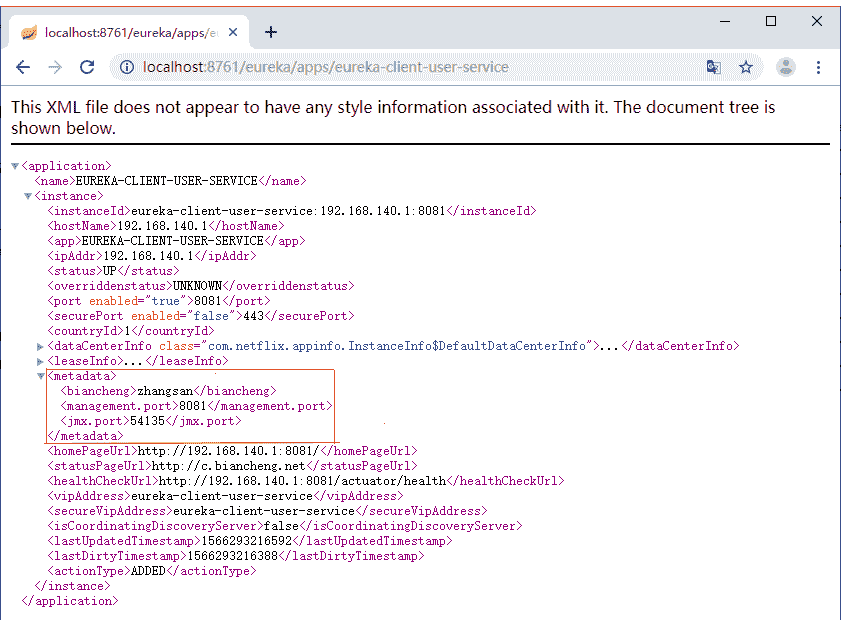 localhost:8761/eureka/apps/e
localhost:8761/eureka/apps/eureka-client-user-service
This XML file does not appear to have any style information associated with it. The document tree is
shown below.
<application>
<name>EUREKA-CLIENT-USER-SERVICE</name>
<instance>
<instanceId>eureka-client-user-service:192.168.140.1:8081</instanceId>
<hostName>192.168.140.1</hostName>
<app>EUREKA-CLIENT-USER-SERVICE</app>
<ipAddr>192.168.140.1</ipAddr>
<status>UP</status>
<overriddenstatus>UNKNOWN</overriddenstatus>
<port enabled="true">8081</port>
<securePort enabled="false">443</securePort>
<countryId>1</countryId>
<dataCenterInfo class="com.netflix.appinfo.InstanceInfo$DefaultDataCenterInfo">...</dataCenterInfo>
<leaseInfo>...</leaseInfo>
<metadata>
<biancheng>zhangsan</biancheng>
<management.port>8081</management.port>
<jmx.port>54135</jmx.port>
</metadata>
<homePageUrl>http://192.168.140.1:8081/</homePageUrl>
<statusPageUrl>http://c.biancheng.net</statusPageUrl>
<healthCheckUrl>http://192.168.140.1:8081/actuator/health</healthCheckUrl>
<vipAddress>eureka-client-user-service</vipAddress>
<secureVipAddress>eureka-client-user-service</secureVipAddress>
<isCoordinatingDiscoveryServer>false</isCoordinatingDiscoveryServer>
<lastUpdatedTimestamp>1566293216592</lastUpdatedTimestamp>
<lastDirtyTimestamp>1566293216388</lastDirtyTimestamp>
<actionType>ADDED</actionType>
</instance>
</application>